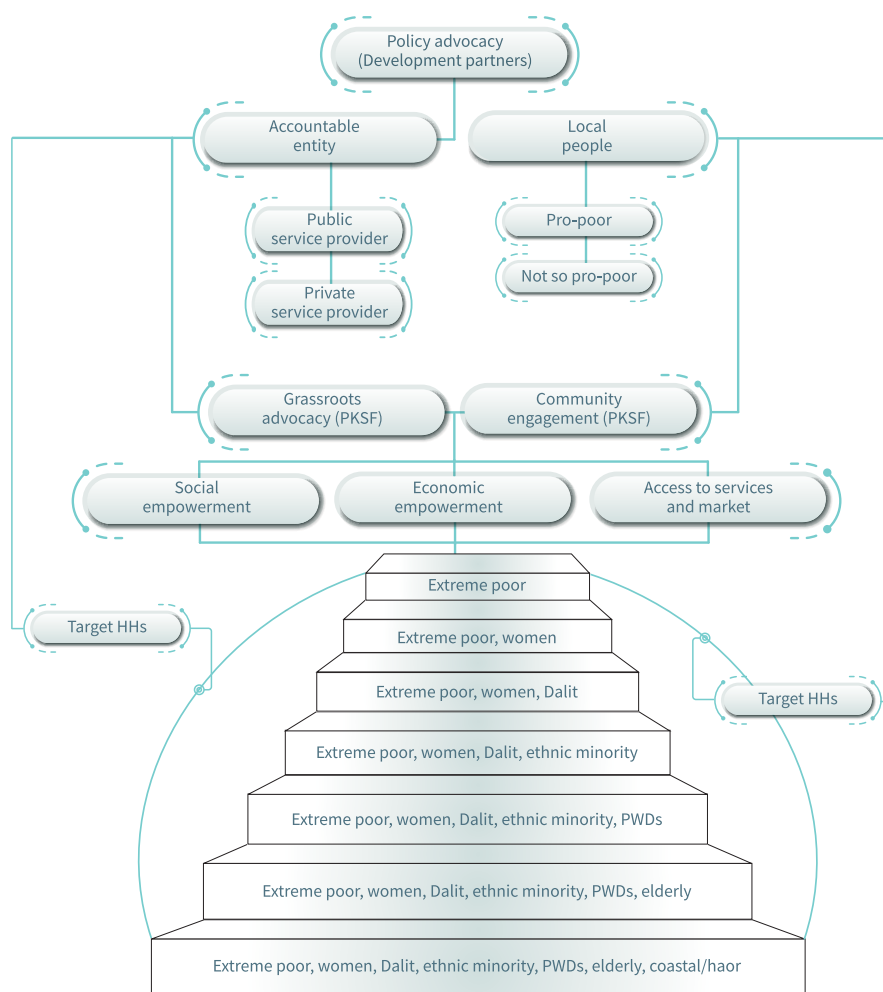 Policy advocacy
(Development partners)
Accountable
entity
Local
people
Public
service provider
Pro-poor
Private
service provider
Not so pro-poor
Grassroots
advocacy (PKSF)
Community
engagement (PKSF)
Social
empowerment
Economic
empowerment
Access to services
and market
Extreme poor
Target HHs
Extreme poor, women
Extreme poor, women, Dalit
Target HHs
Extreme poor, women, Dalit, ethnic minority
Extreme poor, women, Dalit, ethnic minority, PWDs
Extreme poor, women, Dalit, ethnic minority, PWDs, elderly
Extreme poor, women, Dalit, ethnic minority, PWDs, elderly, coastal/haor